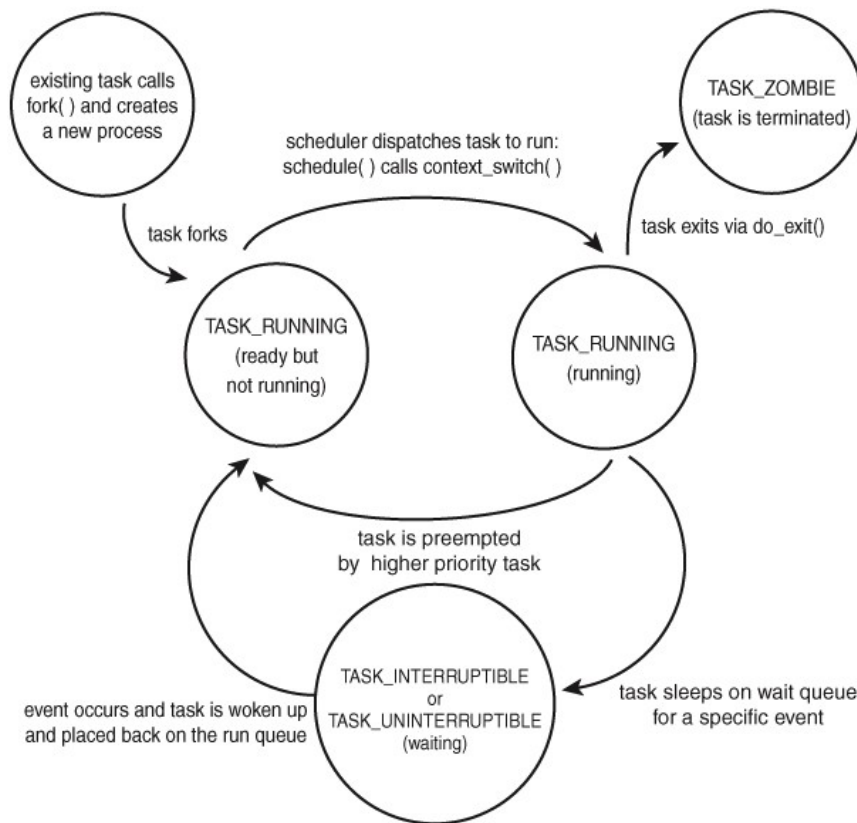 existing task calls
fork( ) and creates
a new process
TASK_ZOMBIE
(task is terminated)
scheduler dispatches task to run:
schedule( ) calls context_switch( )
task forks
task exits via do_exit()
TASK_RUNNING
(ready but
not running)
TASK_RUNNING
(running)
task is preempted
by higher priority task
TASK_INTERRUPTIBLE
or
TASK_UNINTERRUPTIBLE
(waiting)
event occurs and task is woken up
and placed back on the run queue
task sleeps on wait queue
for a specific event